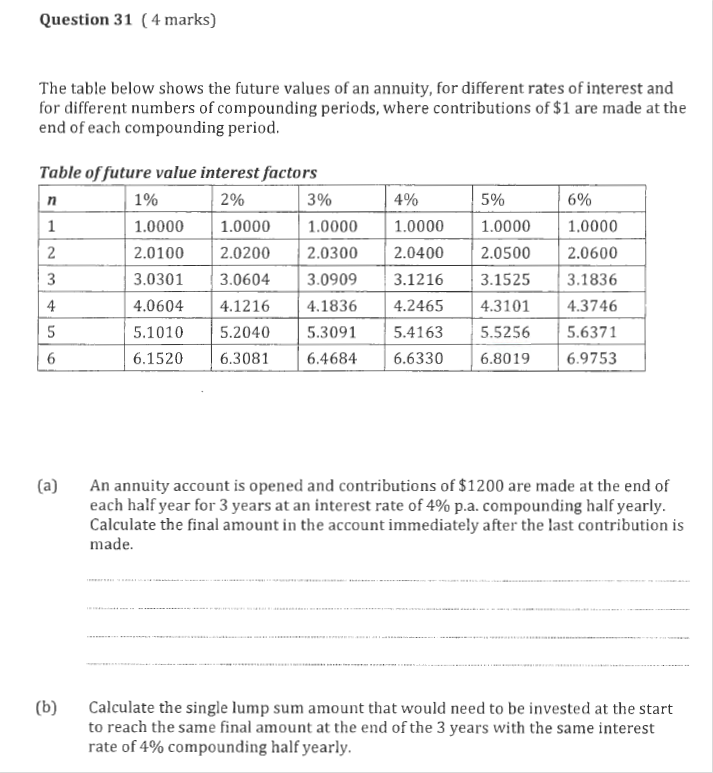 Question 31 ( 4 marks)
The table below shows the future values of an annuity, for different rates of interest and
for different numbers of compounding periods, where contributions of $1 are made at the
end of each compounding period.
Table of future value interest factors
n 1% 2% 3% 4% 5% 6%
1 1.0000 1.0000 1.0000 1.0000 1.0000 1.0000
2 2.0100 2.0200 2.0300 2.0400 2.0500 2.0600
3 3.0301 3.0604 3.0909 3.1216 3.1525 3.1836
4 4.0604 4.1216 4.1836 4.2465 4.3101 4.3746
5 5.1010 5.2040 5.3091 5.4163 5.5256 5.6371
6 6.1520 6.3081 6.4684 6.6330 6.8019 6.9753
(a) An annuity account is opened and contributions of $1200 are made at the end of
each half year for 3 years at an interest rate of 4% p.a. compounding half yearly.
Calculate the final amount in the account immediately after the last contribution is
made.
(b) Calculate the single lump sum amount that would need to be invested at the start
to reach the same final amount at the end of the 3 years with the same interest
rate of 4% compounding half yearly.